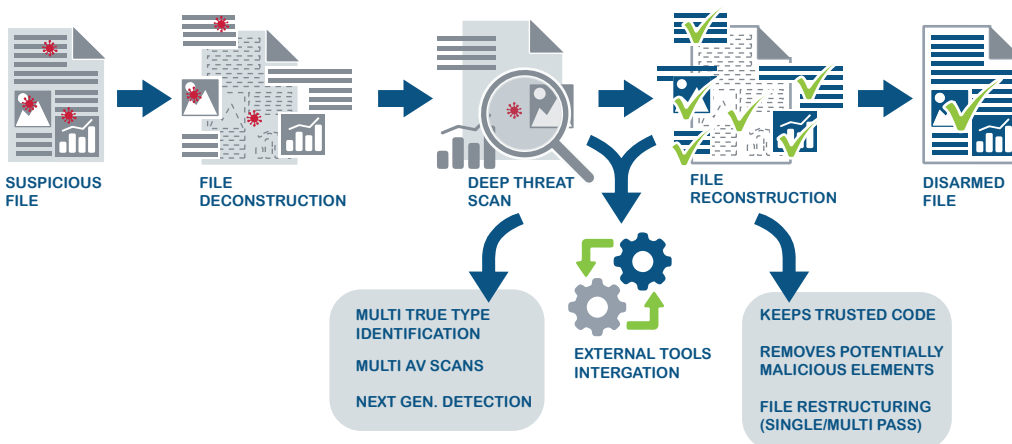 SUSPICIOUS
FILE
FILE
DECONSTRUCTION
DEEP THREAT
SCAN
FILE
RECONSTRUCTION
DISARMED
FILE
MULTI TRUE TYPE
IDENTIFICATION
MULTI AV SCANS
NEXT GEN. DETECTION
EXTERNAL TOOLS
INTERGATION
KEEPS TRUSTED CODE
REMOVES POTENTIALLY
MALICIOUS ELEMENTS
FILE RESTRUCTURING
(SINGLE/MULTI PASS)